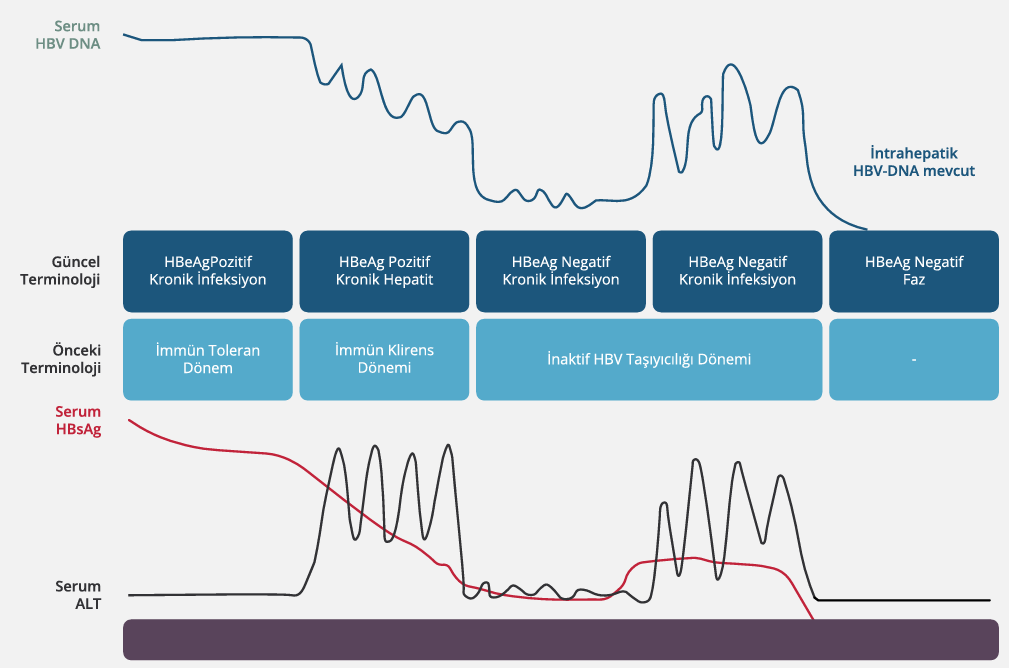 Serum
HBV DNA
İntrahepatik
HBV-DNA mevcut
Güncel
Terminoloji
HBeAgPozitif
Kronik İnfeksiyon
HBeAg Pozitif
Kronik Hepatit
HBeAg Negatif
Kronik İnfeksiyon
HBeAg Negatif
Kronik İnfeksiyon
HBeAg Negatif
Faz
Önceki
Terminoloji
İmmün Toleran
Dönem
İmmün Klirens
Dönemi
İnaktif HBV Taşıyıcılığı Dönemi
-
Serum
HBsAg
Serum
ALT